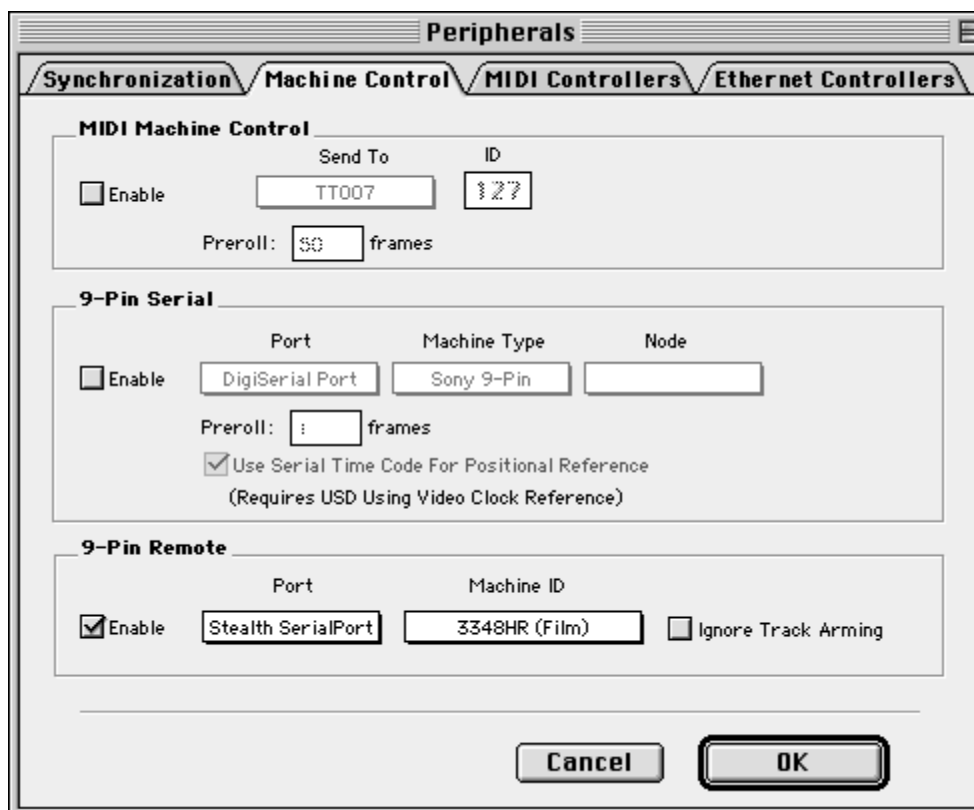 Peripherals
Synchronization Machine Control MIDI Controllers Ethernet Controllers
MIDI Machine Control
Send To ID
Enable TT007 127
Preroll: frames
9-Pin Serial
Port Machine Type Node
Enable DigiSerial Port Sony 9-Pin
Preroll: frames
Use Serial Time Code For Positional Reference
(Requires USD Using Video Clock Reference)
9-Pin Remote
Port Machine ID
Enable Stealth SerialPort 3348HR (Film) Ignore Track Arming
Cancel OK